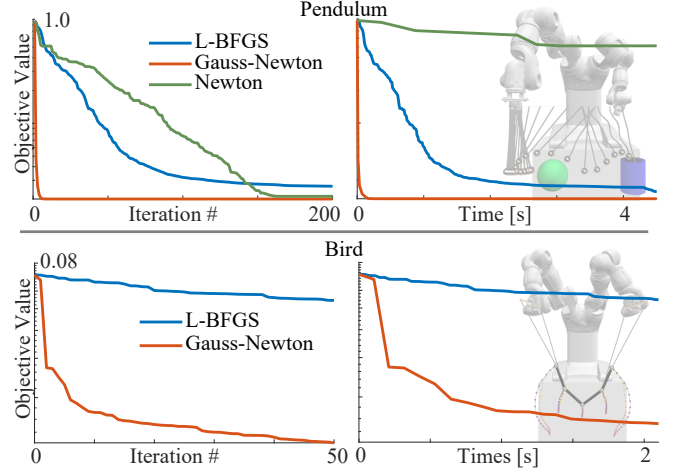 Pendulum
1.0
L-BFGS
Gauss-Newton
Newton
Objective Value
0
Iteration #
200
0
Time [s]
4
Bird
0.08
L-BFGS
Gauss-Newton
Objective Value
0
Iteration #
50
0
Times [s]
2